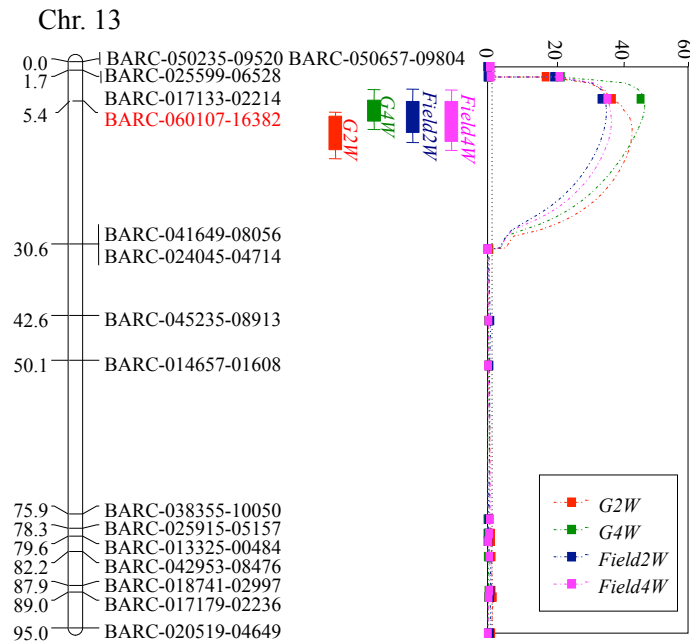 Chr. 13
0 20 40 60
0.0 BARC-050235-09520 BARC-050657-09804
1.7 BARC-025599-06528
BARC-017133-02214
5.4 BARC-060107-16382
G2W
G4W
Field2W
Field4W
BARC-041649-08056
30.6
BARC-024045-04714
42.6 BARC-045235-08913
50.1 BARC-014657-01608
75.9 BARC-038355-10050
78.3 BARC-025915-05157
79.6 BARC-013325-00484
82.2 BARC-042953-08476
87.9 BARC-018741-02997
89.0 BARC-017179-02236
95.0 BARC-020519-04649
G2W
G4W
Field2W
Field4W